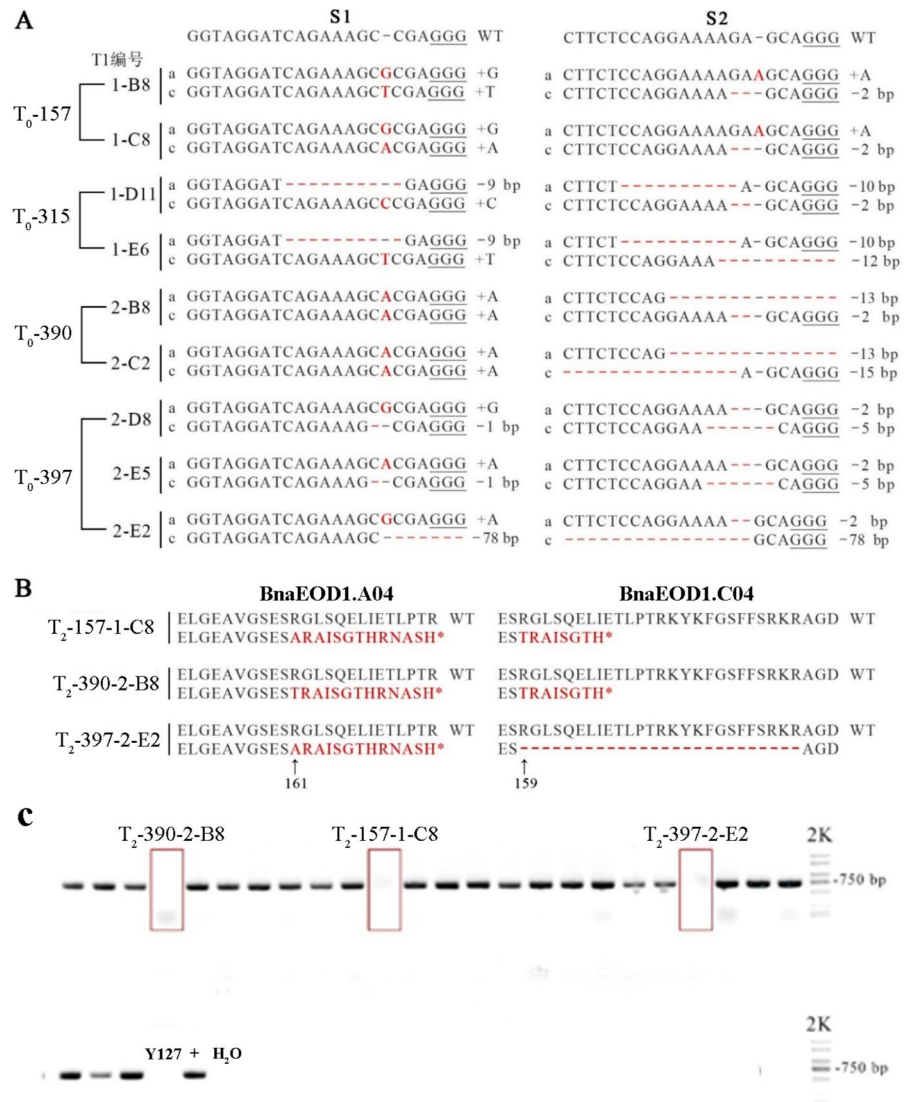 A
S1
S2
GGTAGGATCAGAAAGC-CGAGGG WT
CTTCTCCAGGAAAAGA-GCAGGG WT
T1编号
T0-157
1-B8
a GGTAGGATCAGAAAGCGCGAGGG +G
c GGTAGGATCAGAAAGCTCGAGGG +T
a CTTCTCCAGGAAAAGAAGCAGGG +A
c CTTCTCCAGGAAAA---GCAGGG -2 bp
1-C8
a GGTAGGATCAGAAAGCGCGAGGG +G
c GGTAGGATCAGAAAGCACGAGGG +A
a CTTCTCCAGGAAAAGAAGCAGGG +A
c CTTCTCCAGGAAAA---GCAGGG -2 bp
T0-315
1-D11
a GGTAGGAT----------GAGGG -9 bp
c GGTAGGATCAGAAAGCCCGAGGG +C
a CTTCT----------A-GCAGGG -10 bp
c CTTCTCCAGGAAAA---GCAGGG -2 bp
1-E6
a GGTAGGAT----------GAGGG -9 bp
c GGTAGGATCAGAAAGCTCGAGGG +T
a CTTCT----------A-GCAGGG -10 bp
c CTTCTCCAGGAAA---------- -12 bp
T0-390
2-B8
a GGTAGGATCAGAAAGCACGAGGG +A
c GGTAGGATCAGAAAGCACGAGGG +A
a CTTCTCCAG-------------- -13 bp
c CTTCTCCAGGAAAA---GCAGGG -2 bp
2-C2
a GGTAGGATCAGAAAGCACGAGGG +A
c GGTAGGATCAGAAAGCACGAGGG +A
a CTTCTCCAG-------------- -13 bp
c ---------------A-GCAGGG -15 bp
T0-397
2-D8
a GGTAGGATCAGAAAGCGCGAGGG +G
c GGTAGGATCAGAAAG--CGAGGG -1 bp
a CTTCTCCAGGAAAA---GCAGGG -2 bp
c CTTCTCCAGGAA------CAGGG -5 bp
2-E5
a GGTAGGATCAGAAAGCACGAGGG +A
c GGTAGGATCAGAAAG--CGAGGG -1 bp
a CTTCTCCAGGAAAA---GCAGGG -2 bp
c CTTCTCCAGGAA------CAGGG -5 bp
2-E2
a GGTAGGATCAGAAAGCGCGAGGG +A
c GGTAGGATCAGAAAGC ------- -78 bp
a CTTCTCCAGGAAAA--GCAGGG -2 bp
c ----------------GCAGGG -78 bp
B
BnaEOD1.A04
BnaEOD1.C04
T2-157-1-C8
ELGEAVGSESRGLSQELIETLPTR WT
ELGEAVGSESARAISGTHRNASH*
ESRGLSQELIETLPTRKYKFGSFFSRKRAGD WT
ESTRAISGTH*
T2-390-2-B8
ELGEAVGSESRGLSQELIETLPTR WT
ELGEAVGSESTRAISGTHRNASH*
ESRGLSQELIETLPTRKYKFGSFFSRKRAGD WT
ESTRAISGTH*
T2-397-2-E2
ELGEAVGSESRGLSQELIETLPTR WT
ELGEAVGSESARAISGTHRNASH*
ESRGLSQELIETLPTRKYKFGSFFSRKRAGD WT
ES--------------------------AGD
↑ ↑
161 159
c
T2-390-2-B8 T2-157-1-C8 T2-397-2-E2 2K
-750 bp
2K
Y127 + H2O
-750 bp